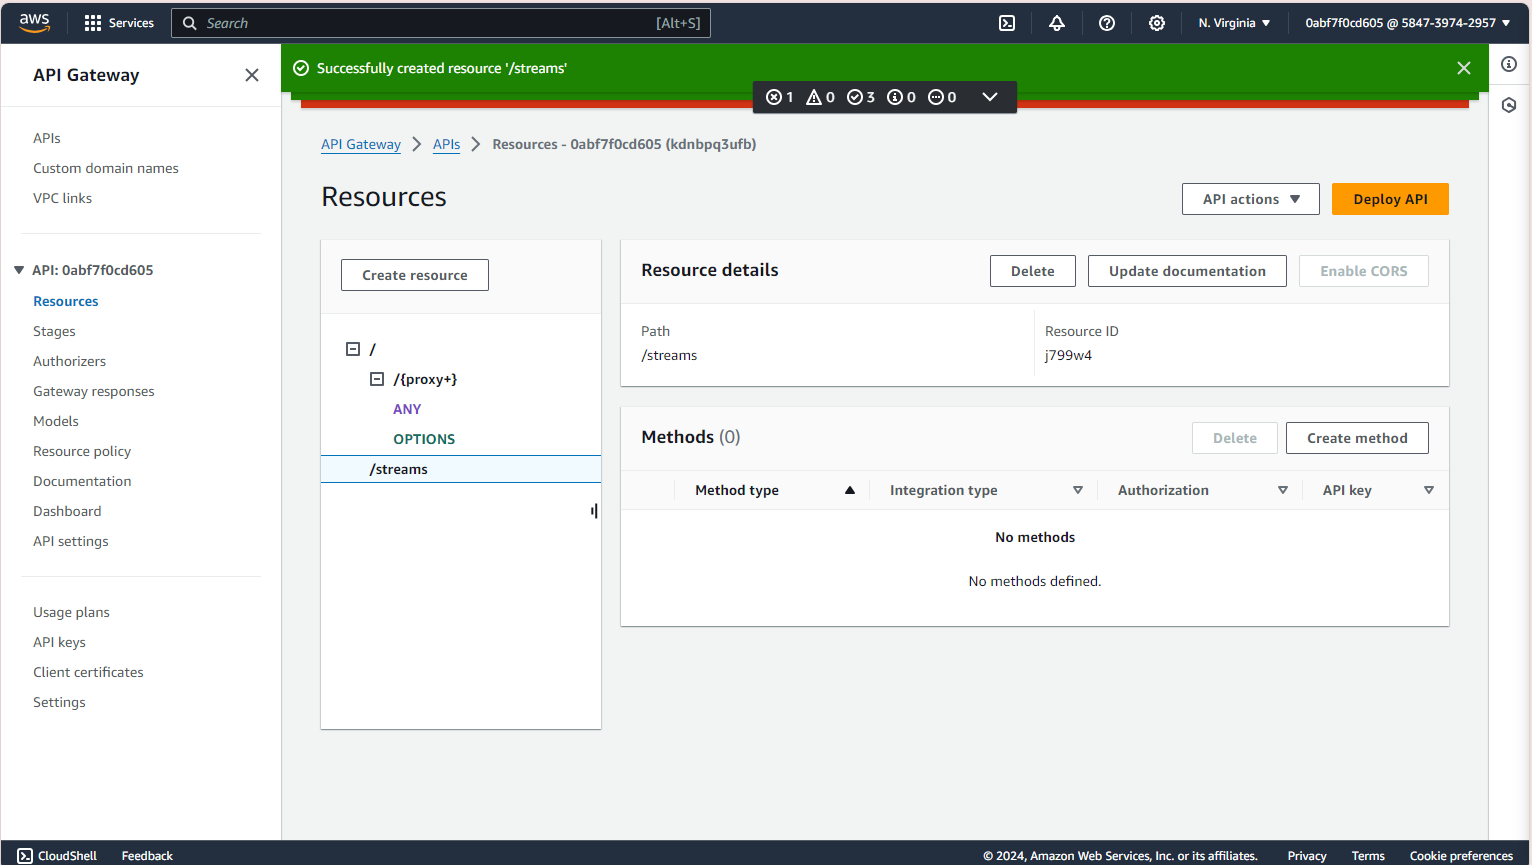 aws
Services
Search
[Alt+S]
N. Virginia
0abf7f0cd605 @ 5847-3974-2957
API Gateway
Successfully created resource '/streams'
1 0 3 0 0
APIs
Custom domain names
VPC links
API: 0abf7f0cd605
Resources
Stages
Authorizers
Gateway responses
Models
Resource policy
Documentation
Dashboard
API settings
Usage plans
API keys
Client certificates
Settings
API Gateway
APIs
Resources - 0abf7f0cd605 (kdnbpq3ufb)
Resources
API actions
Deploy API
Create resource
/
/{proxy+}
ANY
OPTIONS
/streams
Resource details
Delete
Update documentation
Enable CORS
Path
/streams
Resource ID
j799w4
Methods (0)
Delete
Create method
Method type
Integration type
Authorization
API key
No methods
No methods defined.
CloudShell
Feedback
© 2024, Amazon Web Services, Inc. or its affiliates.
Privacy
Terms
Cookie preferences